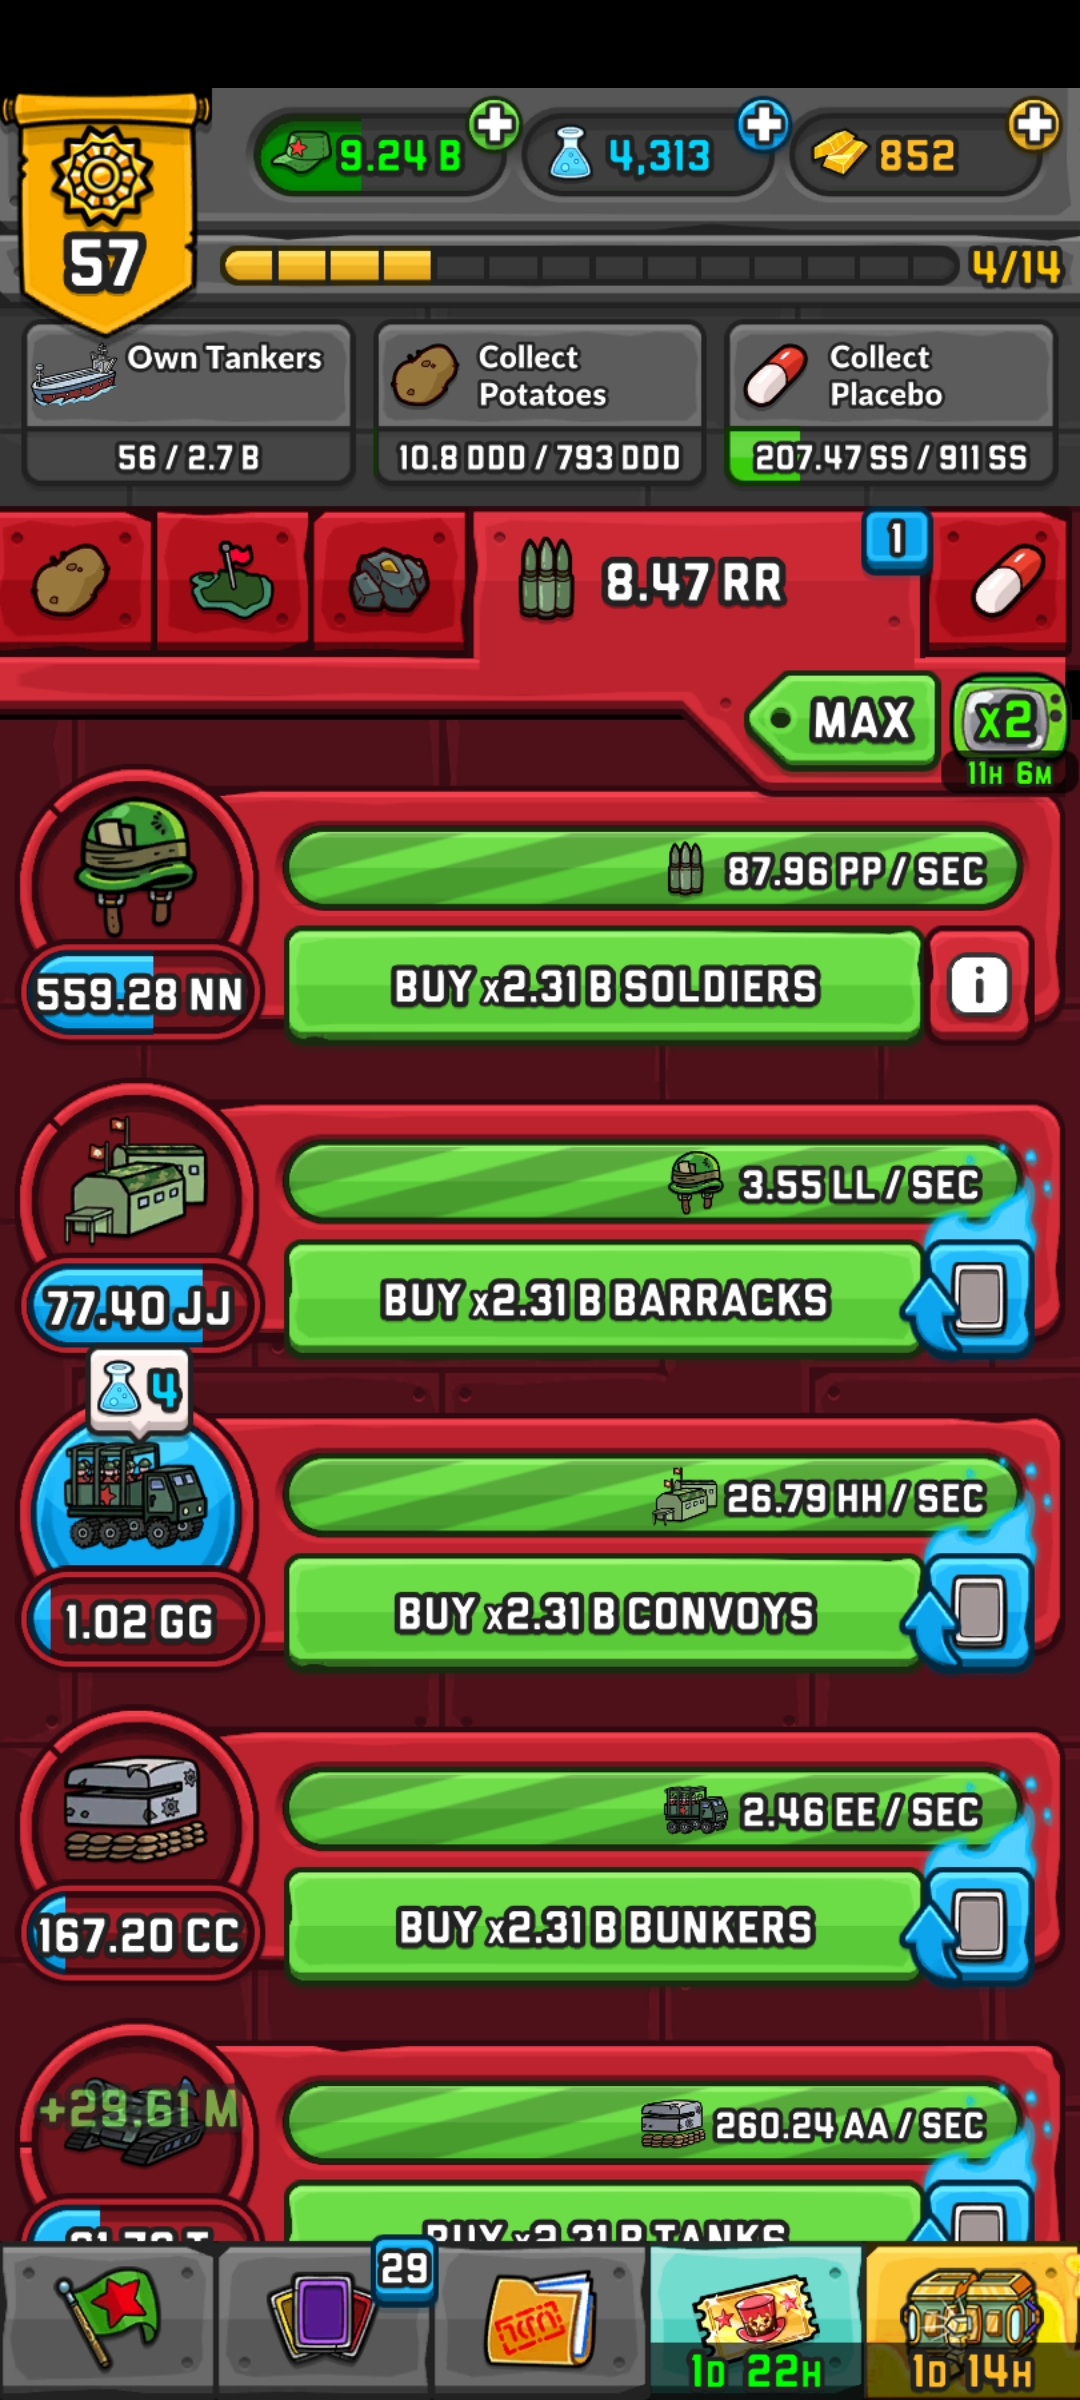 9.24 B
4,313
852
57
4/14
Own Tankers
56 / 2.7 B
Collect
Potatoes
10.8 DDD / 793 DDD
Collect
Placebo
207.47 SS / 911 SS
8.47 RR
1
MAX
x2
11H 6M
87.96 PP / SEC
559.28 NN
BUY x2.31 B SOLDIERS
i
3.55 LL / SEC
77.40 JJ
BUY x2.31 B BARRACKS
4
26.79 HH / SEC
1.02 GG
BUY x2.31 B CONVOYS
2.46 EE / SEC
167.20 CC
BUY x2.31 B BUNKERS
+29.61 M
260.24 AA / SEC
BUY x2.31 B TANKS
29
1D 22H
1D 14H